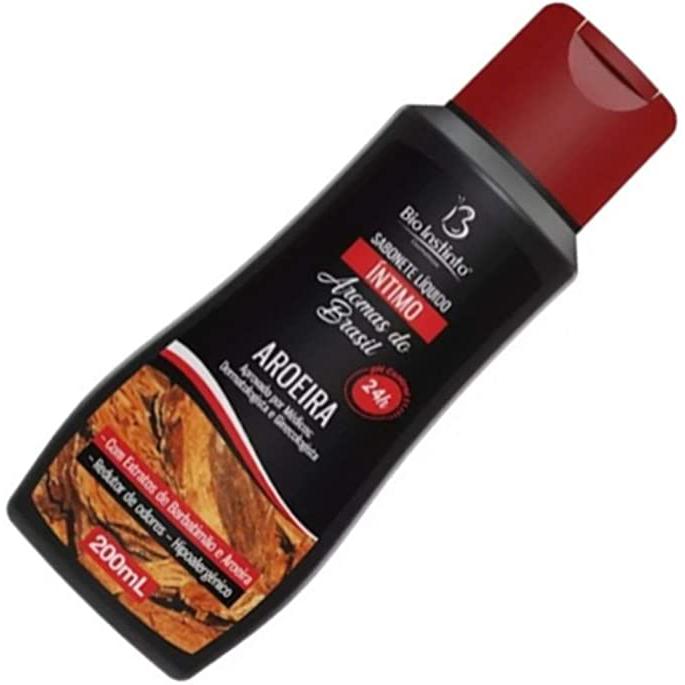 Bio Instinto
SABONETE LÍQUIDO
ÍNTIMO
Aromas do
Brasil
24h
AROEIRA
Aprovado por Médicos:
Dermatologista e Ginecologista
- Com Extratos de Barbatimão e Aroeira
- Redutor de odores - Hipoalergênico
200mL